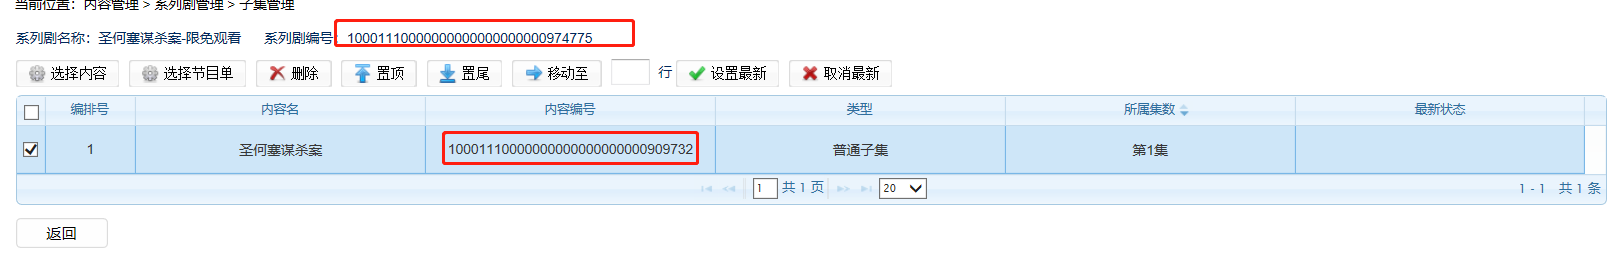 当前位置：内容管理 > 系列剧管理 > 子集管理
系列剧名称：圣何塞谋杀案-限免观看 系列剧编号：10001110000000000000000000974775
选择内容 选择节目单 删除 置顶 置尾 移动至 行 设置最新 取消最新
编排号 内容名 内容编号 类型 所属集数 最新状态
1 圣何塞谋杀案 10001110000000000000000000909732 普通子集 第1集
1 共 1 页 20 1 - 1 共 1 条
返回